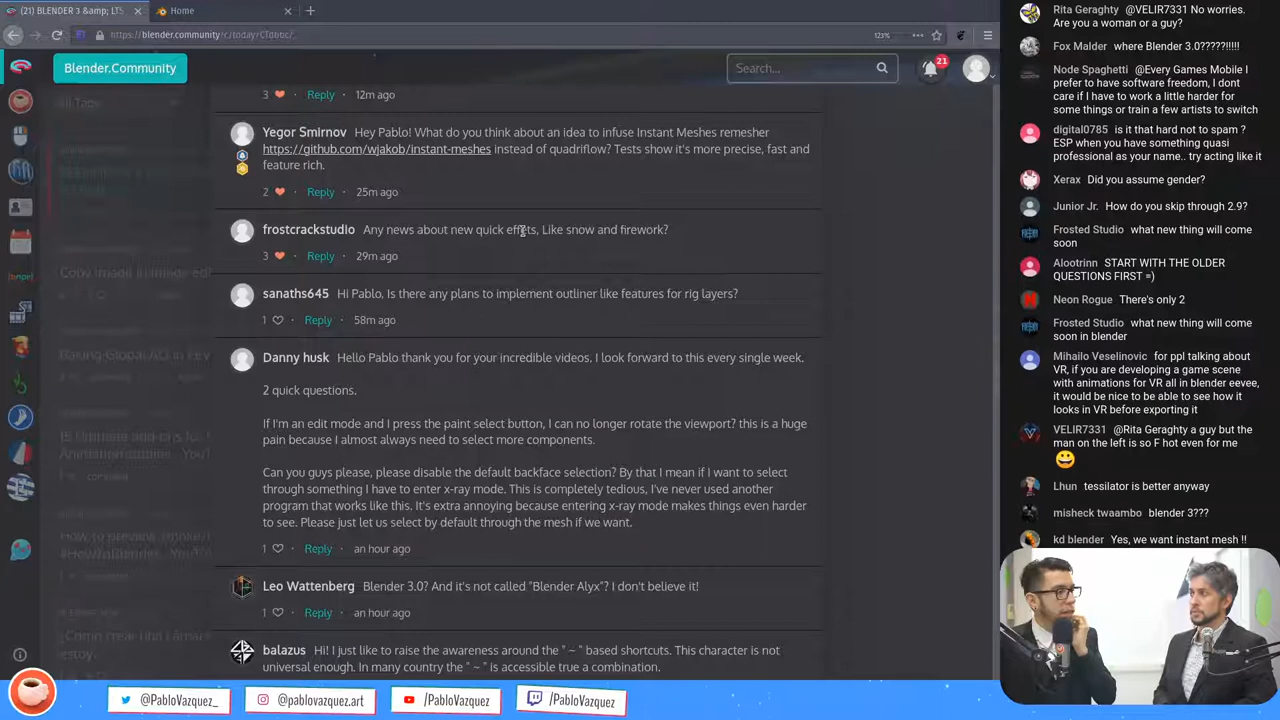 (21) BLENDER 3 &amp; LTS
Home
https://blender.community/c/today/CTdbbc/
123%
Blender.Community
Search...
21
All Tags
3 Reply · 12m ago
Yegor Smirnov Hey Pablo! What do you think about an idea to infuse Instant Meshes remesher
https://github.com/wjakob/instant-meshes instead of quadriflow? Tests show it's more precise, fast and
feature rich.
2 · Reply · 25m ago
frostcrackstudio Any news about new quick effets, Like snow and firework?
3 · Reply · 29m ago
sanaths645 Hi Pablo, Is there any plans to implement outliner like features for rig layers?
1 · Reply · 58m ago
Danny husk Hello Pablo thank you for your incredible videos, I look forward to this every single week.
2 quick questions.
If I'm an edit mode and I press the paint select button, I can no longer rotate the viewport? this is a huge
pain because I almost always need to select more components.
Can you guys please, please disable the default backface selection? By that I mean if I want to select
through something I have to enter x-ray mode. This is completely tedious, I've never used another
program that works like this. It's extra annoying because entering x-ray mode makes things even harder
to see. Please just let us select by default through the mesh if we want.
1 · Reply · an hour ago
Leo Wattenberg Blender 3.0? And it's not called "Blender Alyx"? I don't believe it!
1 · Reply · an hour ago
balazus Hi! I just like to raise the awareness around the " ~ " based shortcuts. This character is not
universal enough. In many country the " ~ " is accessible true a combination.
Rita Geraghty @VELIR7331 No worries.
Are you a woman or a guy?
Fox Malder where Blender 3.0?????!!!!!
Node Spaghetti @Every Games Mobile I
prefer to have software freedom, I dont
care if I have to work a little harder for
some things or train a few artists to switch
digital0785 is it that hard not to spam ?
ESP when you have something quasi
professional as your name.. try acting like it
Xerax Did you assume gender?
Junior Jr. How do you skip through 2.9?
Frosted Studio what new thing will come
soon
Alootrinn START WITH THE OLDER
QUESTIONS FIRST =)
Neon Rogue There's only 2
Frosted Studio what new thing will come
soon in blender
Mihailo Veselinovic for ppl talking about
VR, if you are developing a game scene
with animations for VR all in blender eevee,
it would be nice to be able to see how it
looks in VR before exporting it
VELIR7331 @Rita Geraghty a guy but the
man on the left is so F hot even for me
Lhun tessilator is better anyway
misheck twaambo blender 3???
kd blender Yes, we want instant mesh !!
@PabloVazquez_
@pablovazquez.art
/PabloVazquez
/PabloVazquez